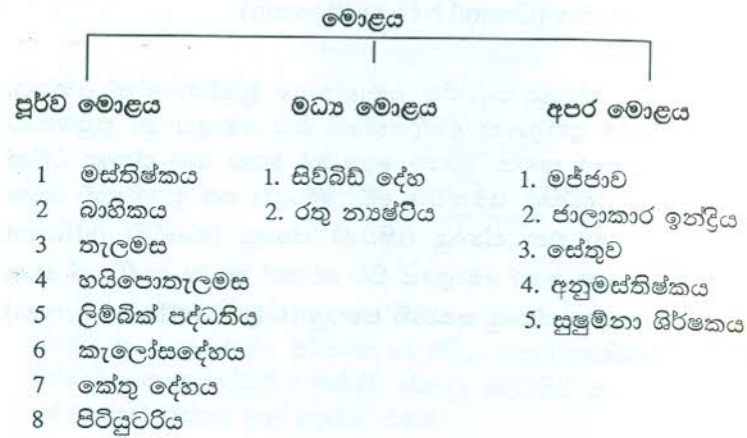 මොළය
පූර්ව මොළය
1 මස්තිෂ්කය
2 බාහිකය
3 තැලමස
4 හයිපොතැලමස
5 ලිම්බික් පද්ධතිය
6 කැලෝසදේහය
7 කේතු දේහය
8 පිටියුටරිය
මධ්‍ය මොළය
1. සිව්බිඩ් දේහ
2. රතු න්‍යෂ්ටිය
අපර මොළය
1. මජ්ජාව
2. ජාලාකාර ඉන්ද්‍රිය
3. සේතුව
4. අනුමස්තිෂ්කය
5. සුෂුම්නා ශිර්ෂකය